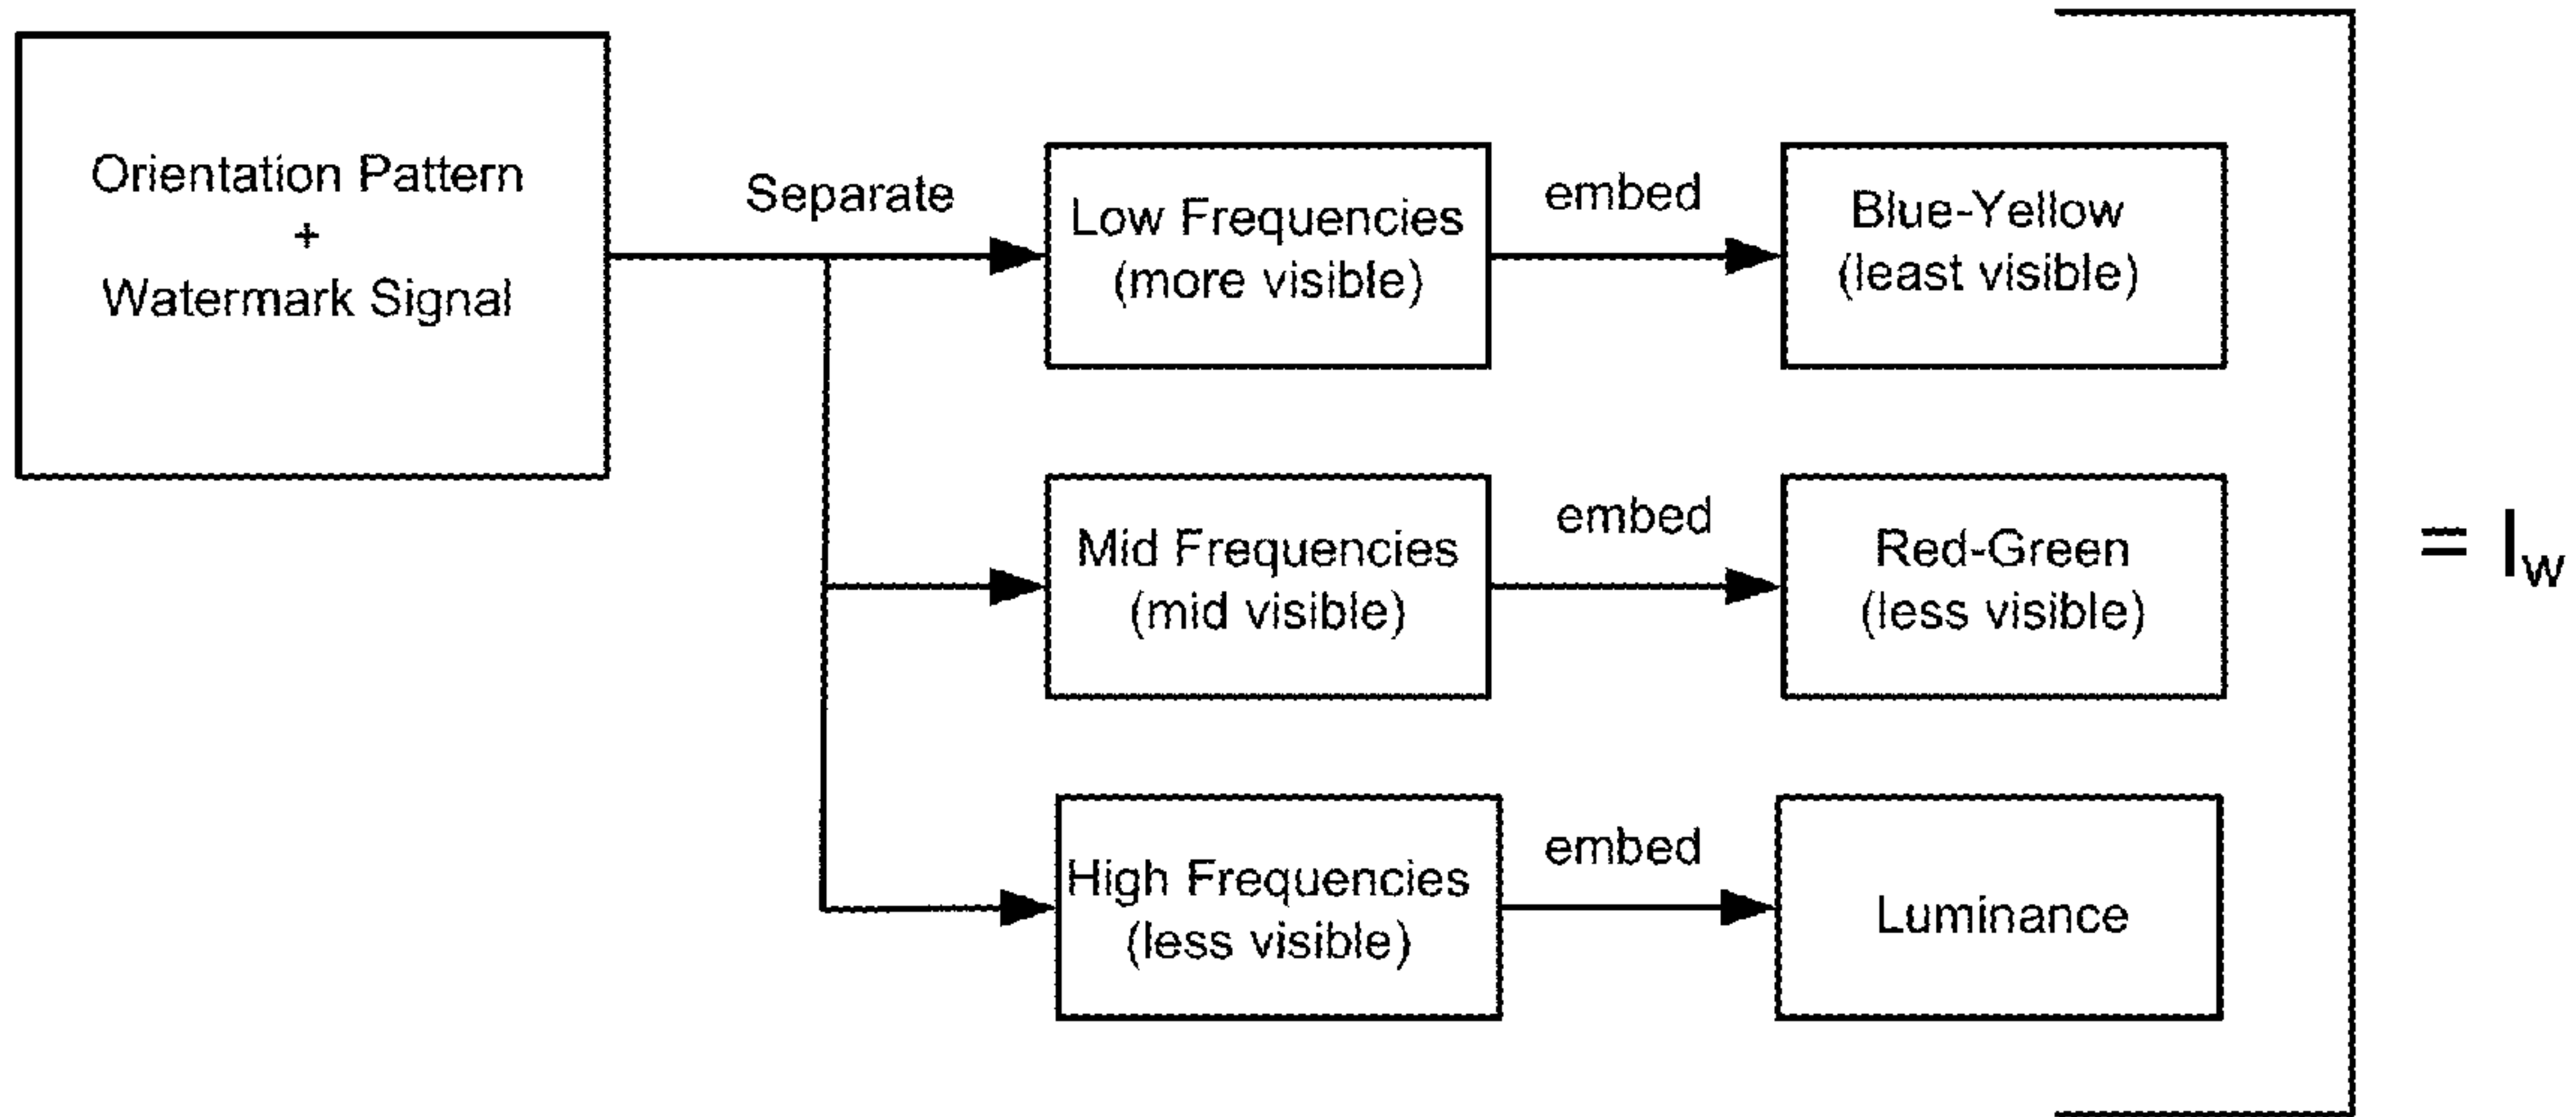 Orientation Pattern
+
Watermark Signal
Separate
Low Frequencies
(more visible)
embed
Blue-Yellow
(least visible)
Mid Frequencies
(mid visible)
embed
Red-Green
(less visible)
= Iw
High Frequencies
(less visible)
embed
Luminance